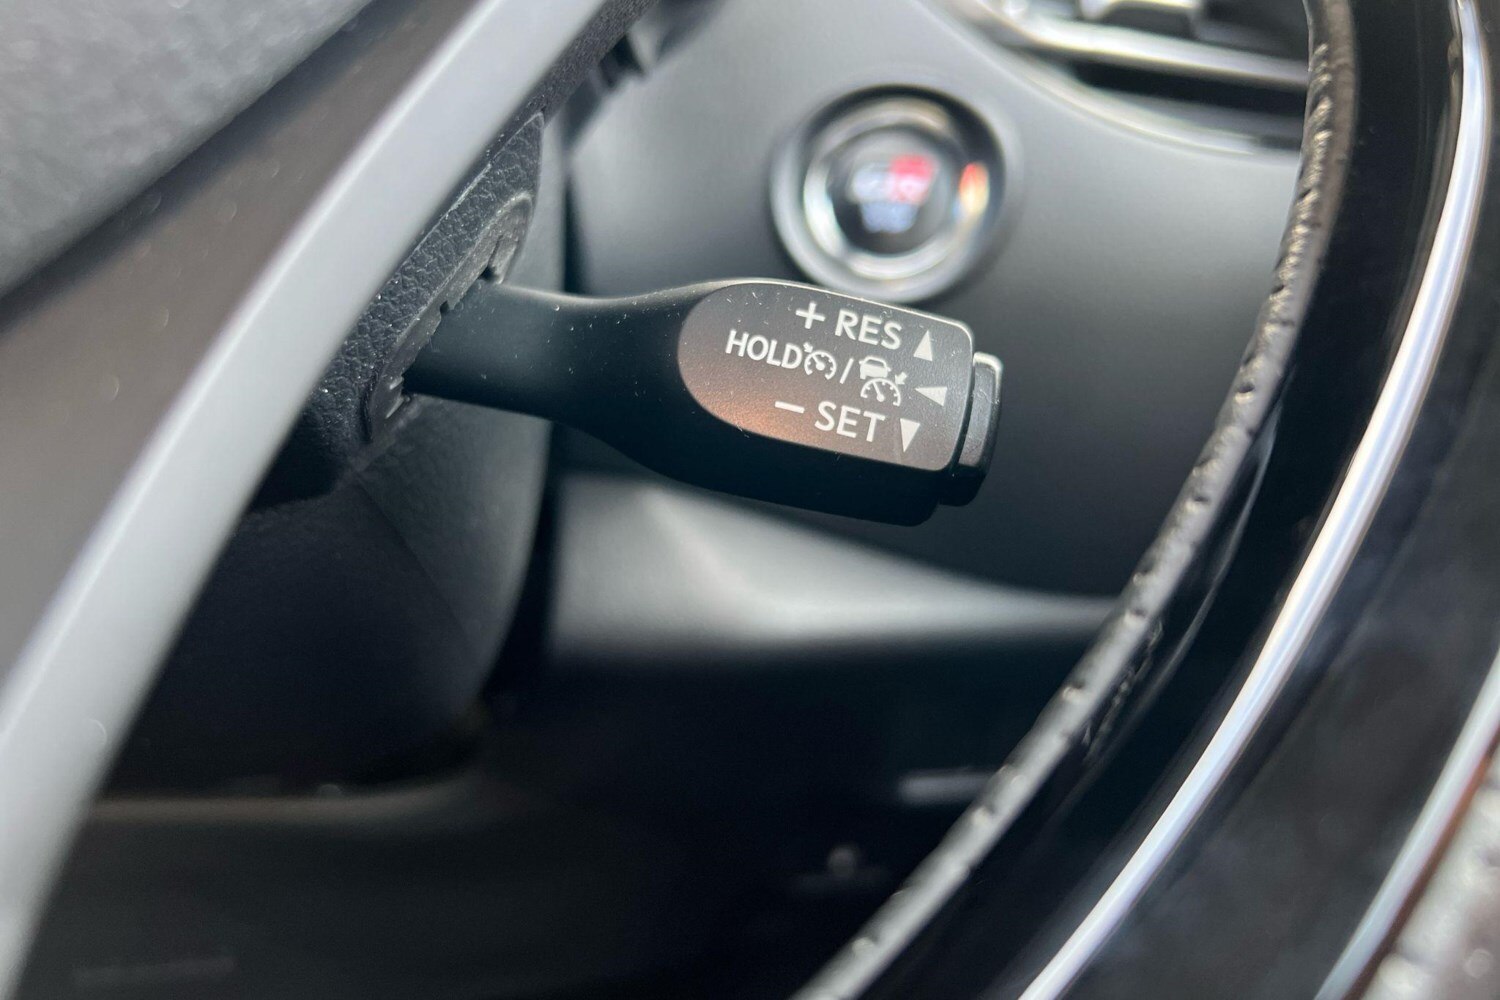 + RES
HOLD /
− SET